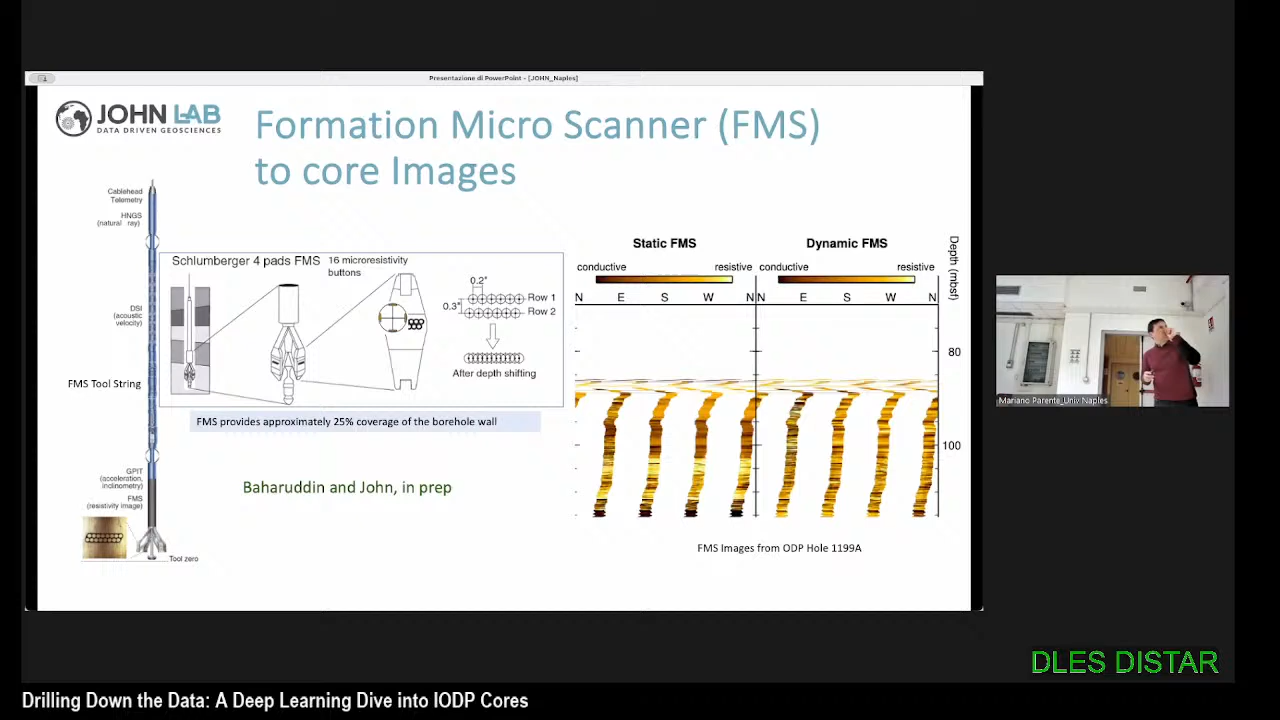 Presentazione di PowerPoint - [JOHN_Naples]
JOHN LAB
DATA DRIVEN GEOSCIENCES
Formation Micro Scanner (FMS)
to core Images
Cablehead
Telemetry
HNGS
(natural ray)
DSI
(acoustic
velocity)
FMS Tool String
GPIT
(acceleration,
inclinometry)
FMS
(resistivity image)
Tool zero
Schlumberger 4 pads FMS
16 microresistivity
buttons
0.2"
0.3"
Row 1
Row 2
After depth shifting
FMS provides approximately 25% coverage of the borehole wall
Baharuddin and John, in prep
Static FMS
Dynamic FMS
conductive resistive conductive resistive
N E S W N N E S W N
Depth (mbsf)
80
100
FMS Images from ODP Hole 1199A
Mariano Parente_Univ Naples
DLES DISTAR
Drilling Down the Data: A Deep Learning Dive into IODP Cores